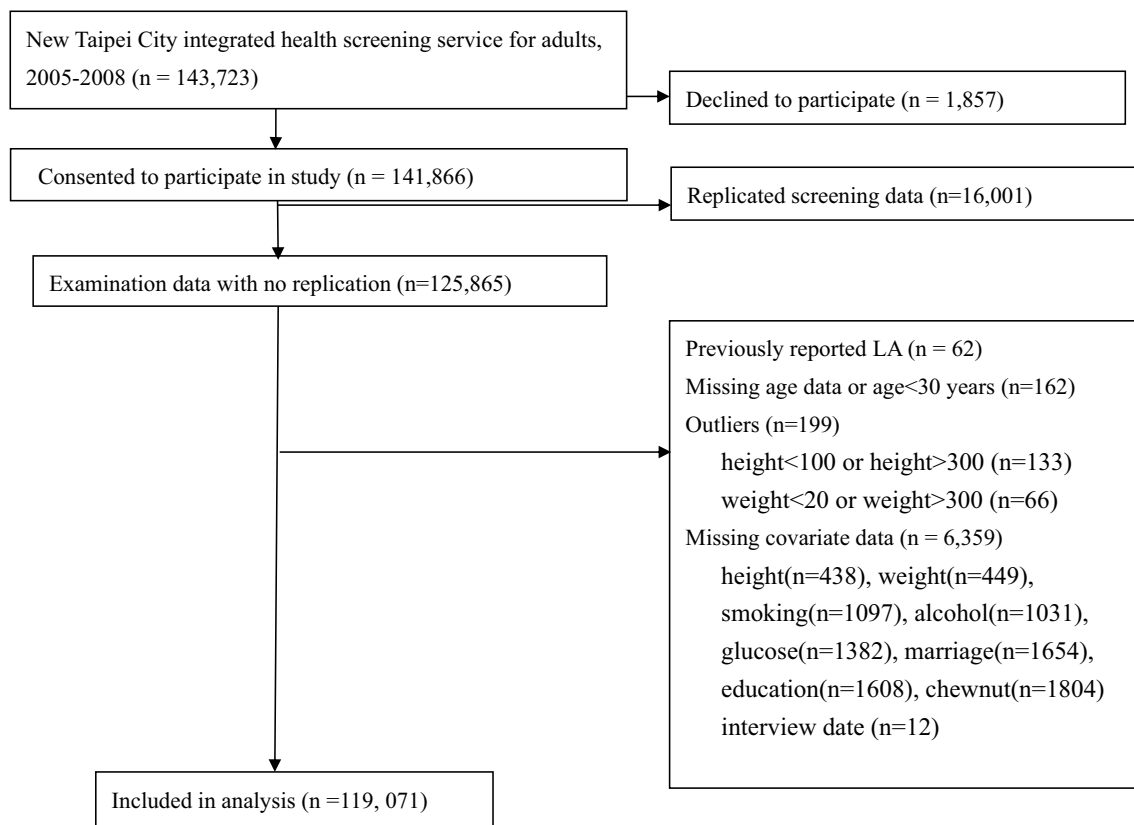 New Taipei City integrated health screening service for adults,
2005-2008 (n = 143,723)
Declined to participate (n = 1,857)
Consented to participate in study (n = 141,866)
Replicated screening data (n=16,001)
Examination data with no replication (n=125,865)
Previously reported LA (n = 62)
Missing age data or age<30 years (n=162)
Outliers (n=199)
height<100 or height>300 (n=133)
weight<20 or weight>300 (n=66)
Missing covariate data (n = 6,359)
height(n=438), weight(n=449),
smoking(n=1097), alcohol(n=1031),
glucose(n=1382), marriage(n=1654),
education(n=1608), chewnut(n=1804)
interview date (n=12)
Included in analysis (n =119, 071)